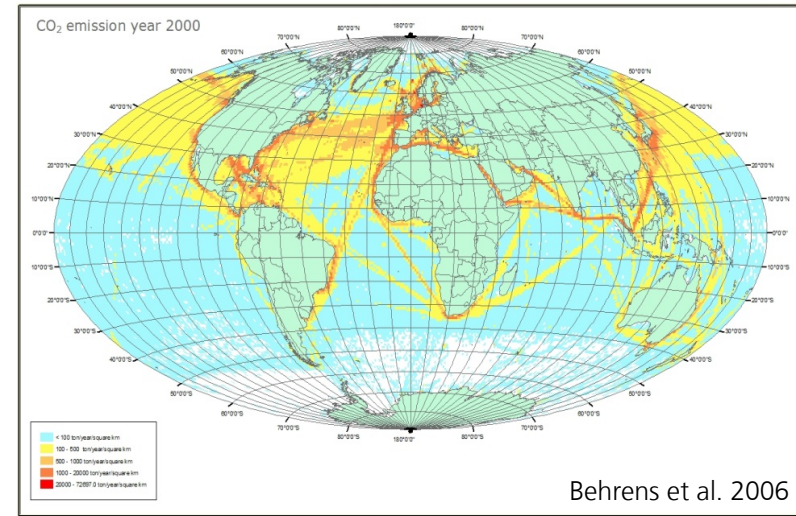 CO₂ emission year 2000
180°0'0"
70°0'0"N 70°0'0"N
60°0'0"N 60°0'0"N
50°0'0"N 50°0'0"N
40°0'0"N 40°0'0"N
30°0'0"N 30°0'0"N
20°0'0"N 20°0'0"N
10°0'0"N 10°0'0"N
0°0'0" 0°0'0"
10°0'0"S 10°0'0"S
20°0'0"S 20°0'0"S
30°0'0"S 30°0'0"S
40°0'0"S 40°0'0"S
50°0'0"S 50°0'0"S
60°0'0"S 60°0'0"S
70°0'0"S 70°0'0"S
80°0'0"S 80°0'0"S
180°0'0"
< 100 ton/year/square km
100 - 500 ton/year/square km
500 - 1000 ton/year/square km
1000 - 20000 ton/year/square km
Behrens et al. 2006